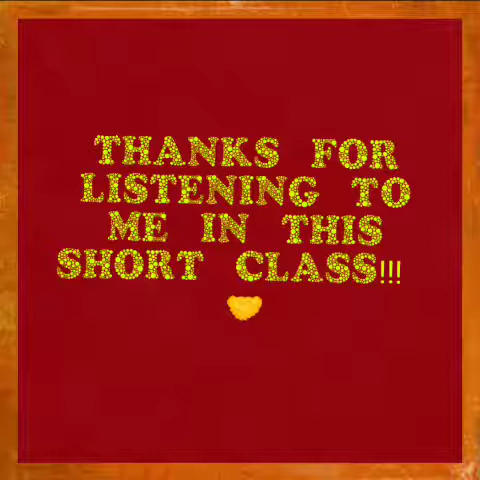 THANKS FOR
LISTENING TO
ME IN THIS
SHORT CLASS!!!